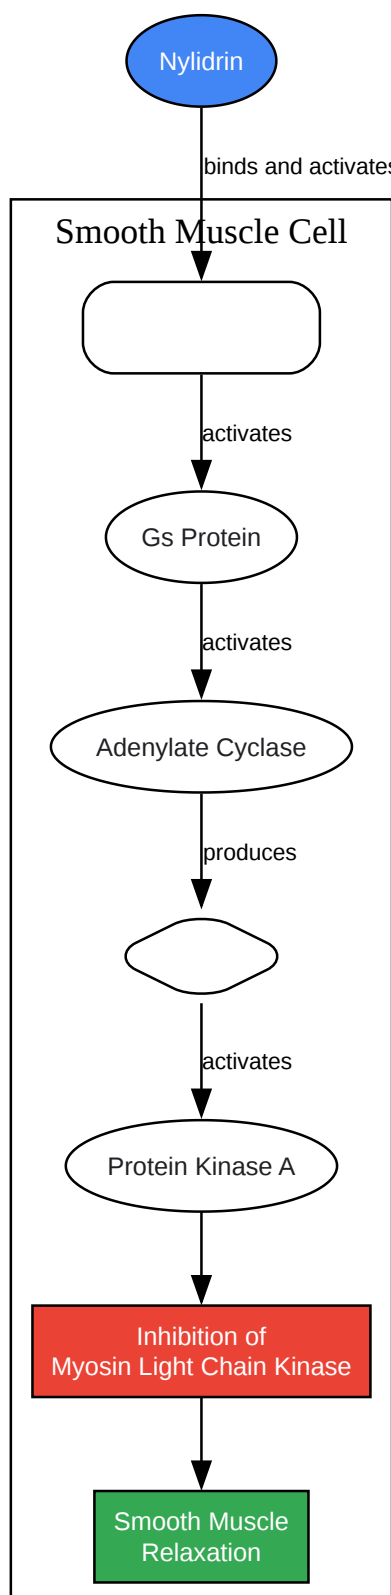 Nylidrin
binds and activates
Smooth Muscle Cell
activates
Gs Protein
activates
Adenylate Cyclase
produces
activates
Protein Kinase A
Inhibition of
Myosin Light Chain Kinase
Smooth Muscle
Relaxation